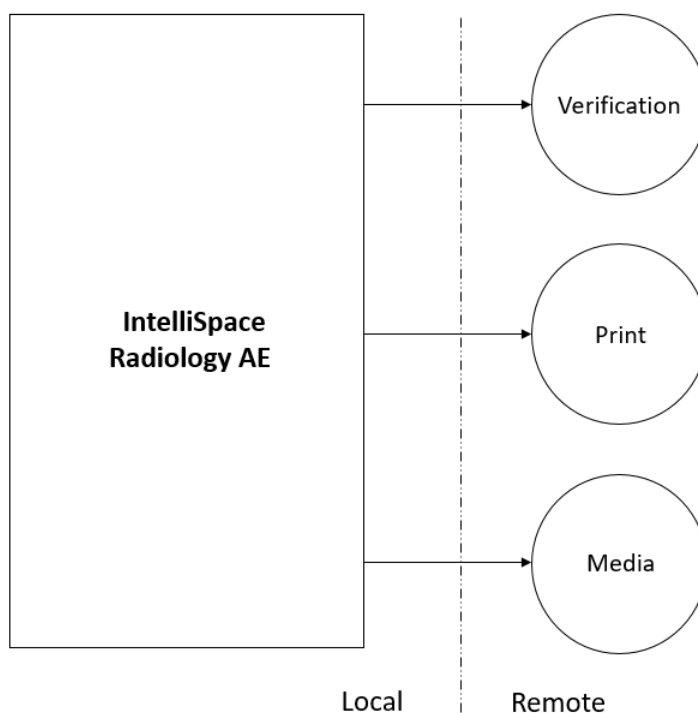 Verification
IntelliSpace
Radiology AE
Print
Media
Local
Remote